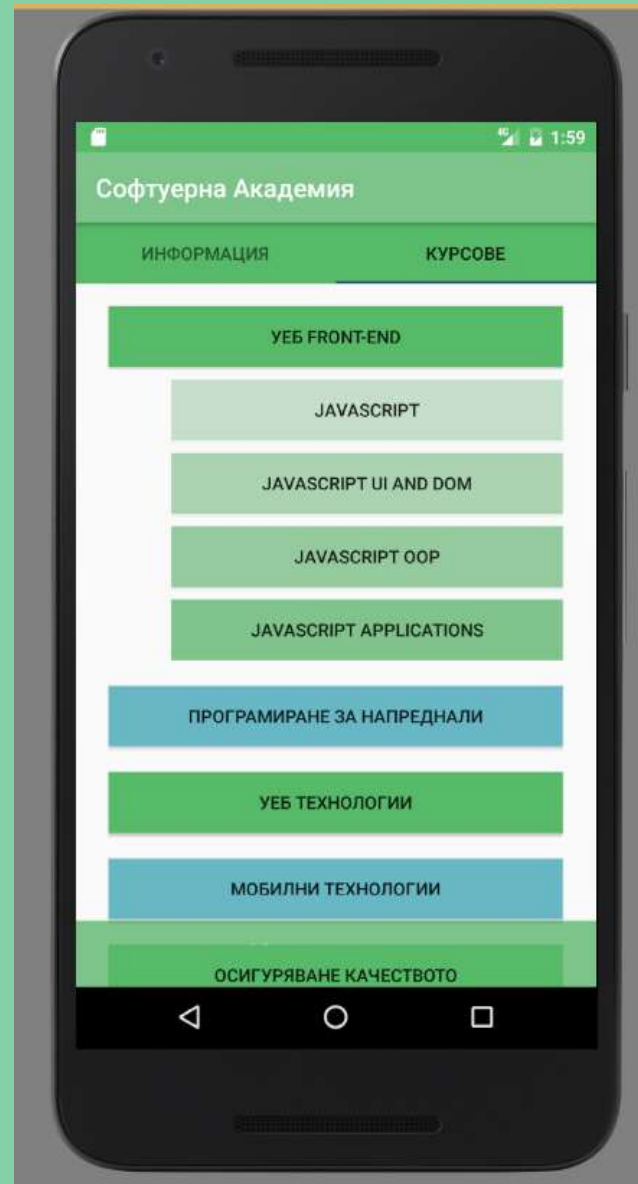 4G 1:59
Софтуерна Академия
ИНФОРМАЦИЯ КУРСОВЕ
УЕБ FRONT-END
JAVASCRIPT
JAVASCRIPT UI AND DOM
JAVASCRIPT OOP
JAVASCRIPT APPLICATIONS
ПРОГРАМИРАНЕ ЗА НАПРЕДНАЛИ
УЕБ ТЕХНОЛОГИИ
МОБИЛНИ ТЕХНОЛОГИИ
ОСИГУРЯВАНЕ КАЧЕСТВОТО